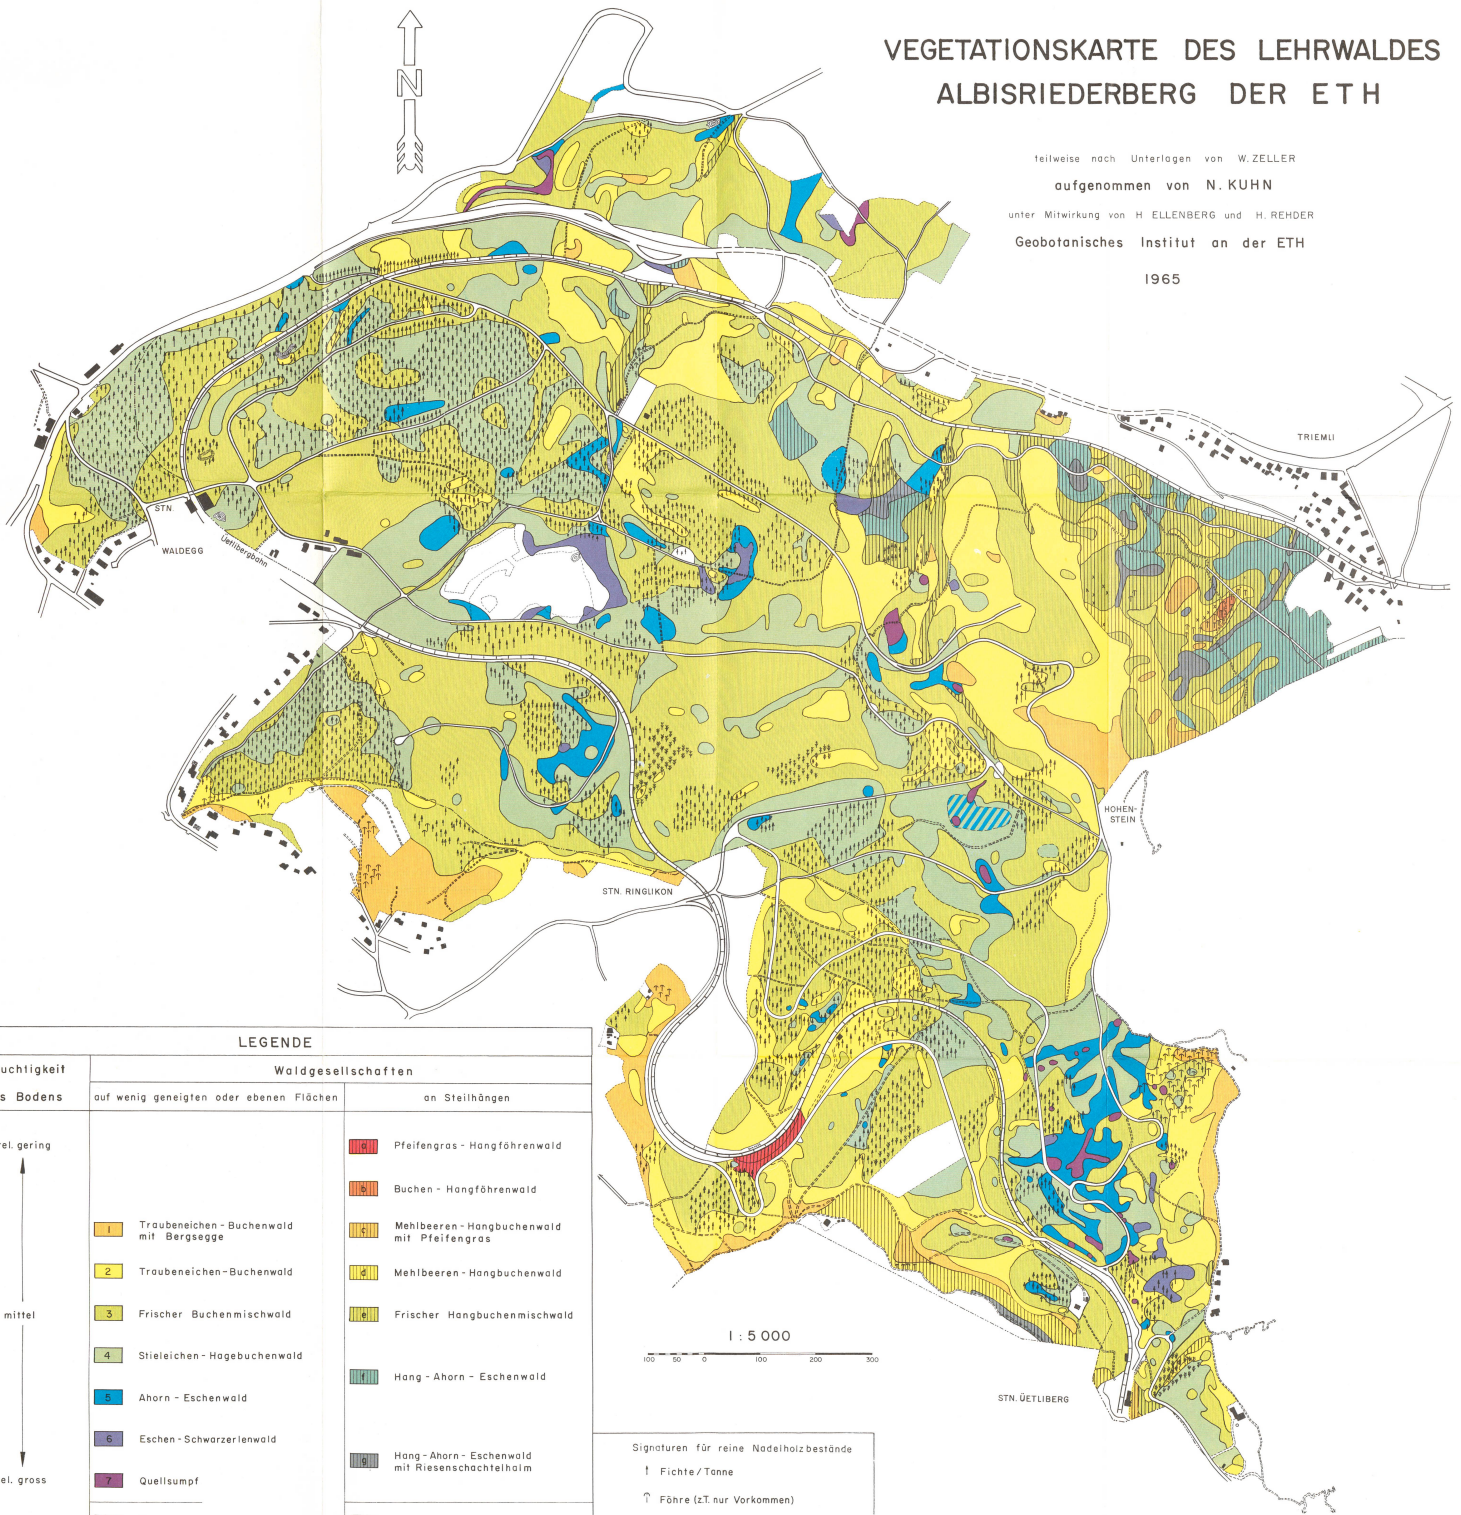 VEGETATIONSKARTE DES LEHRWALDES
ALBISRIEDERBERG DER ETH
teilweise nach Unterlagen von W. ZELLER
aufgenommen von N. KUHN
unter Mitwirkung von H ELLENBERG und H. REHDER
Geobotanisches Institut an der ETH
1965
N
TRIEMLI
STN.
WALDEGG
Uetlibergbahn
HOHEN-
STEIN
STN. RINGLIKON
STN. ÜETLIBERG
1 : 5 000
100 50 0 100 200 300
LEGENDE
uchtigkeit
s Bodens
Waldgesellschaften
auf wenig geneigten oder ebenen Flächen
an Steilhängen
el. gering
mittel
el. gross
1 Traubeneichen - Buchenwald
mit Bergsegge
2 Traubeneichen-Buchenwald
3 Frischer Buchenmischwald
4 Stieleichen - Hagebuchenwald
5 Ahorn - Eschenwald
6 Eschen - Schwarzerlenwald
7 Quellsumpf
a Pfeifengras - Hangföhrenwald
b Buchen - Hangföhrenwald
c Mehlbeeren - Hangbuchenwald
mit Pfeifengras
d Mehlbeeren - Hangbuchenwald
e Frischer Hangbuchenmischwald
f Hang - Ahorn - Eschenwald
g Hang - Ahorn - Eschenwald
mit Riesenschachtelhalm
Signaturen für reine Nadelholzbestände
Fichte / Tanne
Föhre (z.T. nur Vorkommen)